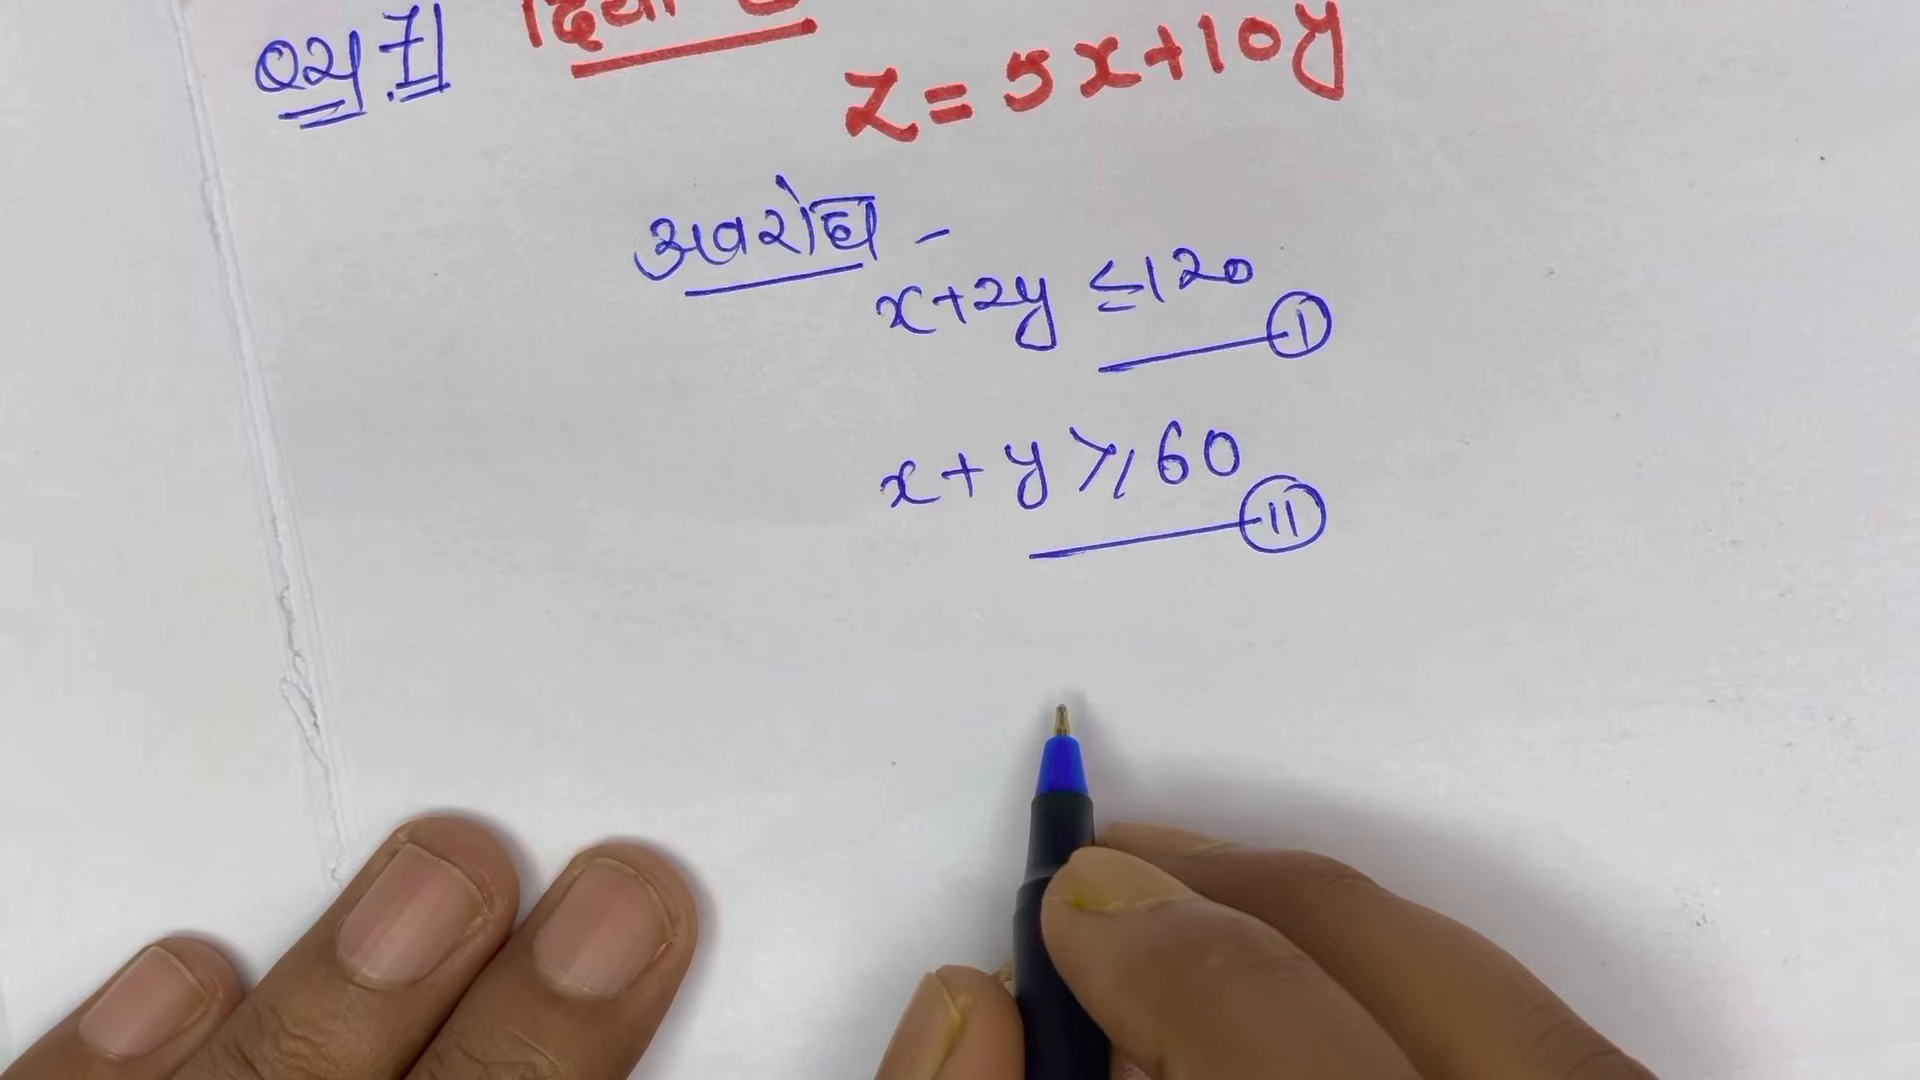 प्रश्न 7
दिया
Z = 5x+10y
अवरोध -
x+2y ≤ 120
I
x + y ≥ 60
II